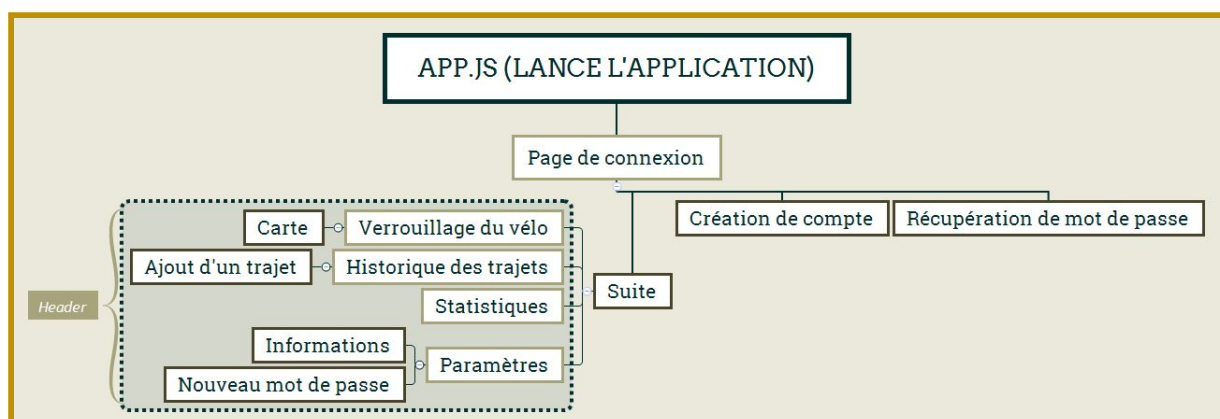 APP.JS (LANCE L'APPLICATION)
Page de connexion
Création de compte
Récupération de mot de passe
Suite
Verrouillage du vélo
Carte
Historique des trajets
Ajout d'un trajet
Statistiques
Paramètres
Informations
Nouveau mot de passe
Header